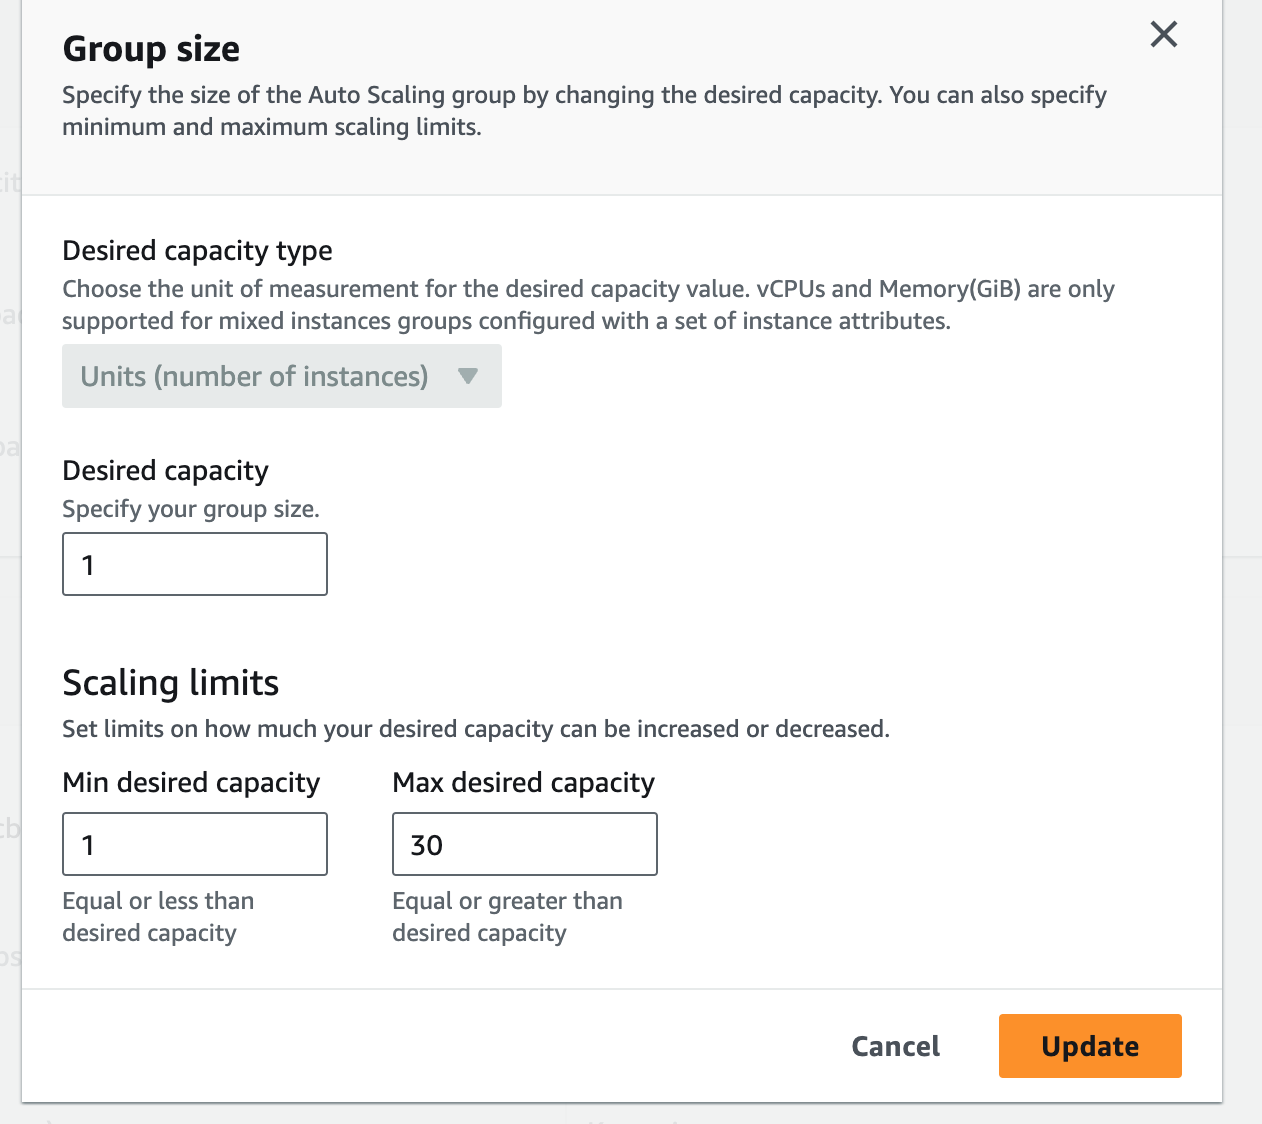 Group size
Specify the size of the Auto Scaling group by changing the desired capacity. You can also specify
minimum and maximum scaling limits.
Desired capacity type
Choose the unit of measurement for the desired capacity value. vCPUs and Memory(GiB) are only
supported for mixed instances groups configured with a set of instance attributes.
Units (number of instances)
Desired capacity
Specify your group size.
1
Scaling limits
Set limits on how much your desired capacity can be increased or decreased.
Min desired capacity
Max desired capacity
1
30
Equal or less than
desired capacity
Equal or greater than
desired capacity
Cancel
Update